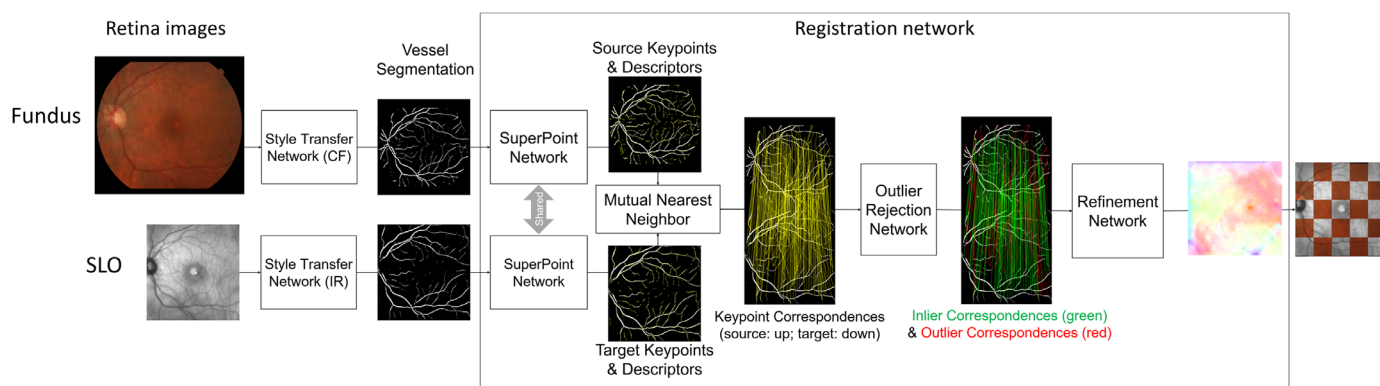 Retina images
Registration network
Vessel
Segmentation
Source Keypoints
& Descriptors
Fundus
Style Transfer
Network (CF)
SuperPoint
Network
Shared
Mutual Nearest
Neighbor
Outlier
Rejection
Network
Refinement
Network
SLO
Style Transfer
Network (IR)
SuperPoint
Network
Target Keypoints
& Descriptors
Keypoint Correspondences
(source: up; target: down)
Inlier Correspondences (green)
& Outlier Correspondences (red)